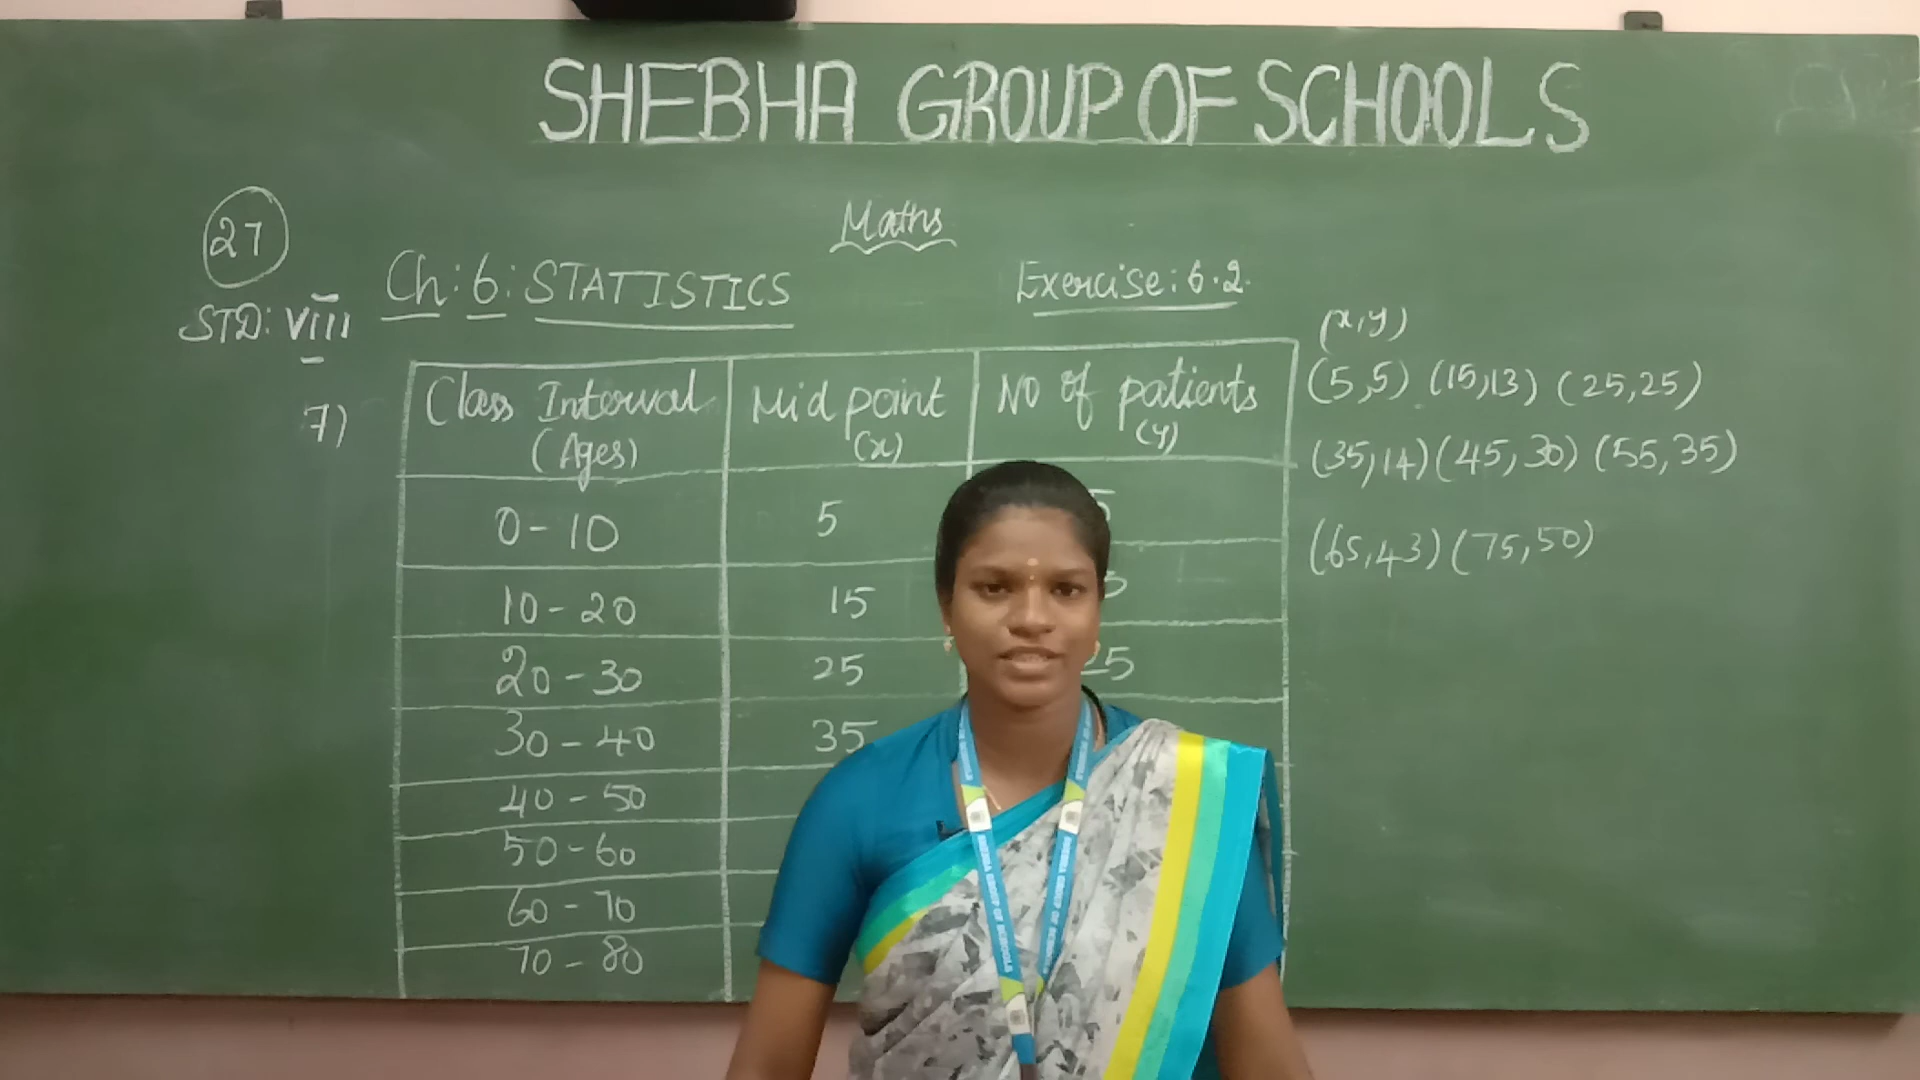 SHEBHA GROUP OF SCHOOLS
27
Maths
Ch: 6: STATISTICS
Exercise: 6.2.
STD: VIII
(x,y)
7)
Class Interval (Ages)
Mid point (x)
No of patients (y)
(5,5) (15,13) (25,25)
(35,14) (45,30) (55,35)
(65,43) (75,50)
0 - 10 5 5
10 - 20 15 3
20 - 30 25 25
30 - 40 35
40 - 50
50 - 60
60 - 70
70 - 80